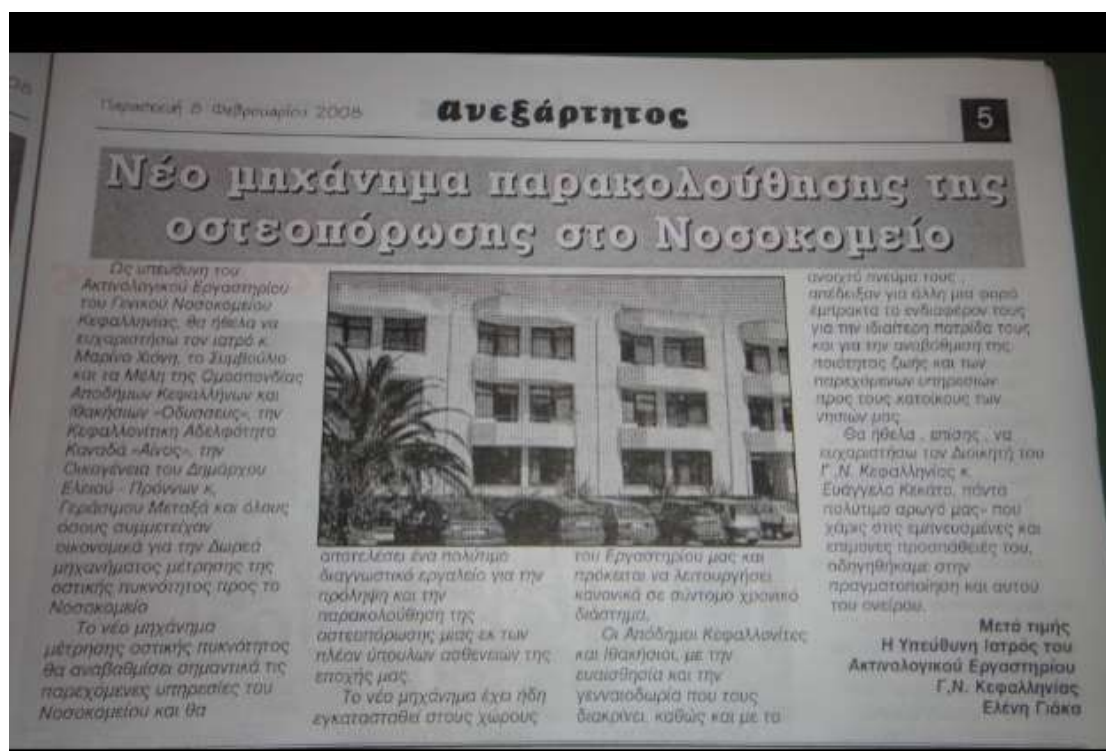 Παρασκευή 8 Φεβρουαρίου 2008
ανεξάρτητος
5
Νέο μηχάνημα παρακολούθησης της
οστεοπόρωσης στο Νοσοκομείο
Ως υπεύθυνη του
Ακτινολογικού Εργαστηρίου
του Γενικού Νοσοκομείου
Κεφαλληνίας, θα ήθελα να
ευχαριστήσω τον ιατρό κ.
Μαρίνο Χιόνη, το Συμβούλιο
και τα Μέλη της Ομοσπονδίας
Αποδήμων Κεφαλλήνων και
Ιθακήσιων «Οδυσσεύς», την
Κεφαλλονίτικη Αδελφότητα
Καναδά «Αίνος», την
Οικογένεια του Δημάρχου
Ελειού - Πρόννων κ.
Γεράσιμου Μεταξά και όλους
όσους συμμετείχαν
οικονομικά για την Δωρεά
μηχανήματος μέτρησης της
οστικής πυκνότητος προς το
Νοσοκομείο
Το νέο μηχάνημα
μέτρησης οστικής πυκνότητος
θα αναβαθμίσει σημαντικά τις
παρεχόμενες υπηρεσίες του
Νοσοκομείου και θα
αποτελέσει ένα πολύτιμο
διαγνωστικό εργαλείο για την
πρόληψη και την
παρακολούθηση της
οστεοπόρωσης μιας εκ των
πλέον ύπουλων ασθενειών της
εποχής μας.
Το νέο μηχάνημα έχει ήδη
εγκατασταθεί στους χώρους
του Εργαστηρίου μας και
πρόκειται να λειτουργήσει
κανονικά σε σύντομο χρονικό
διάστημα.
Οι Απόδημοι Κεφαλλονίτες
και Ιθακήσιοι, με την
ευαισθησία και την
γενναιοδωρία που τους
διακρίνει, καθώς και με το
ανοιχτό πνεύμα τους ,
απέδειξαν για άλλη μια φορά
έμπρακτα το ενδιαφέρον τους
για την ιδιαίτερη πατρίδα τους
και για την αναβάθμιση της
ποιότητας ζωής και των
παρεχόμενων υπηρεσιών
προς τους κατοίκους των
νησιών μας
Θα ήθελα , επίσης , να
ευχαριστήσω τον Διοικητή του
Γ.Ν. Κεφαλληνίας κ.
Ευάγγελο Κεκάτο, πάντα
πολύτιμο αρωγό μας» που
χάρις στις εμπνευσμένες και
επίμονες προσπάθειές του,
οδηγηθήκαμε στην
πραγματοποίηση και αυτού
του ονείρου.
Μετά τιμής
Η Υπεύθυνη Ιατρός του
Ακτινολογικού Εργαστηρίου
Γ.Ν. Κεφαλληνίας
Ελένη Γιάκα